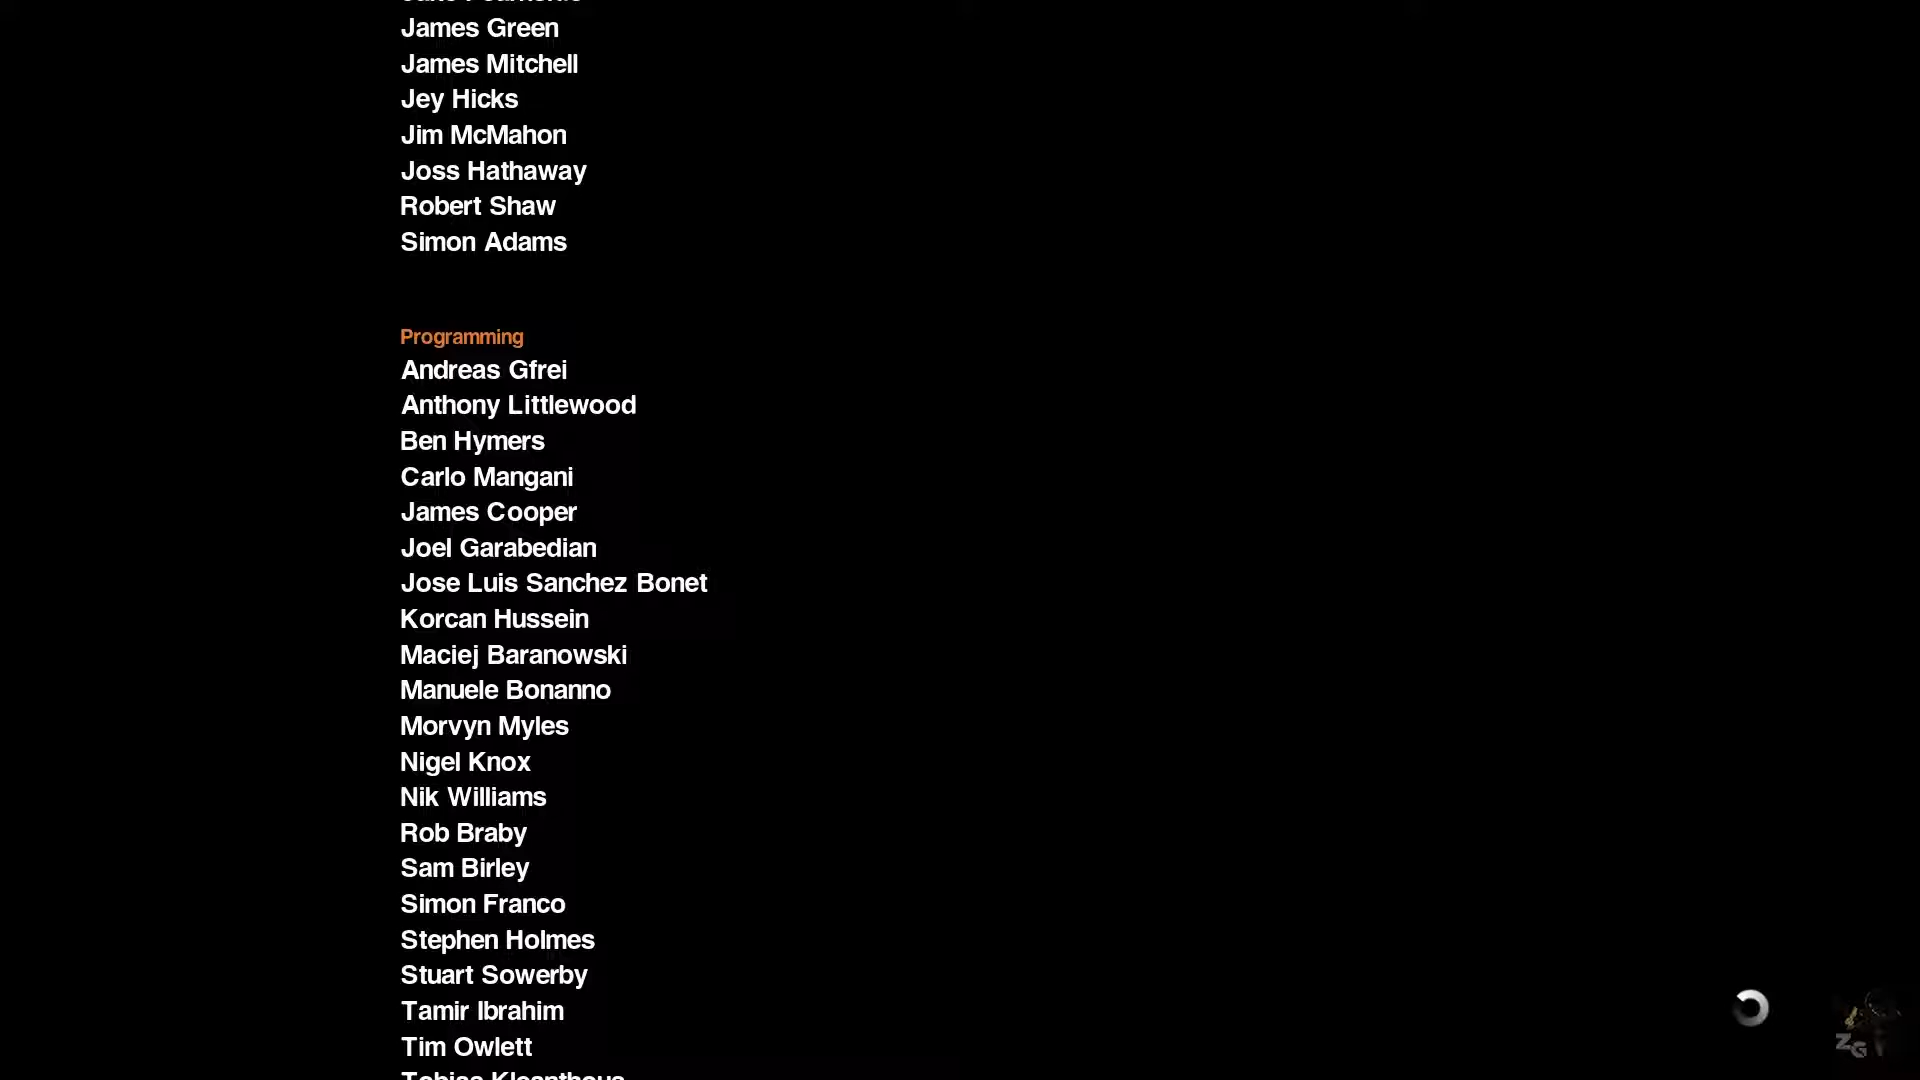 James Green
James Mitchell
Jey Hicks
Jim McMahon
Joss Hathaway
Robert Shaw
Simon Adams
Programming
Andreas Gfrei
Anthony Littlewood
Ben Hymers
Carlo Mangani
James Cooper
Joel Garabedian
Jose Luis Sanchez Bonet
Korcan Hussein
Maciej Baranowski
Manuele Bonanno
Morvyn Myles
Nigel Knox
Nik Williams
Rob Braby
Sam Birley
Simon Franco
Stephen Holmes
Stuart Sowerby
Tamir Ibrahim
Tim Owlett
Tobias Kleanthous
ZG